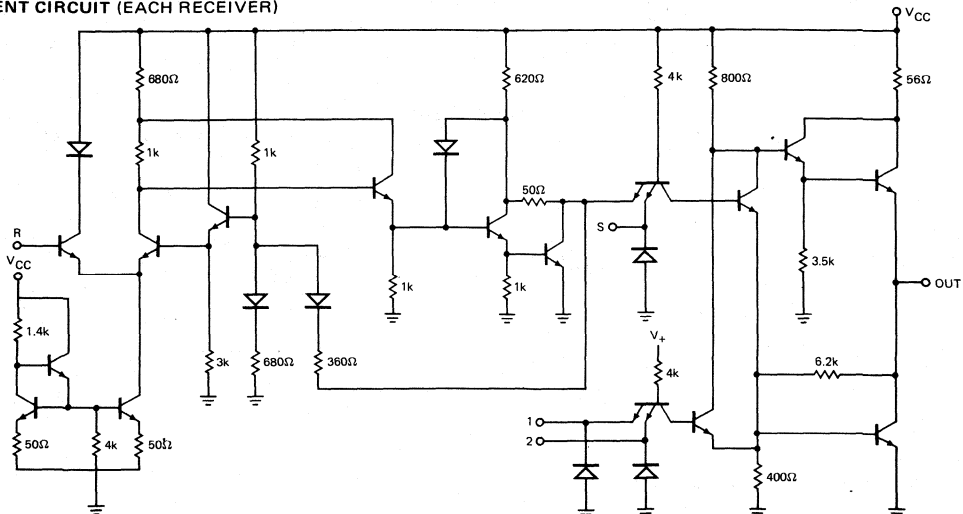 ENT CIRCUIT (EACH RECEIVER)
VCC
680Ω
620Ω
4k
800Ω
56Ω
1k
1k
50Ω
R
S
VCC
1k
1k
3.5k
OUT
1.4k
3k
680Ω
360Ω
V+
4k
6.2k
1
2
50Ω
4k
50Ω
400Ω